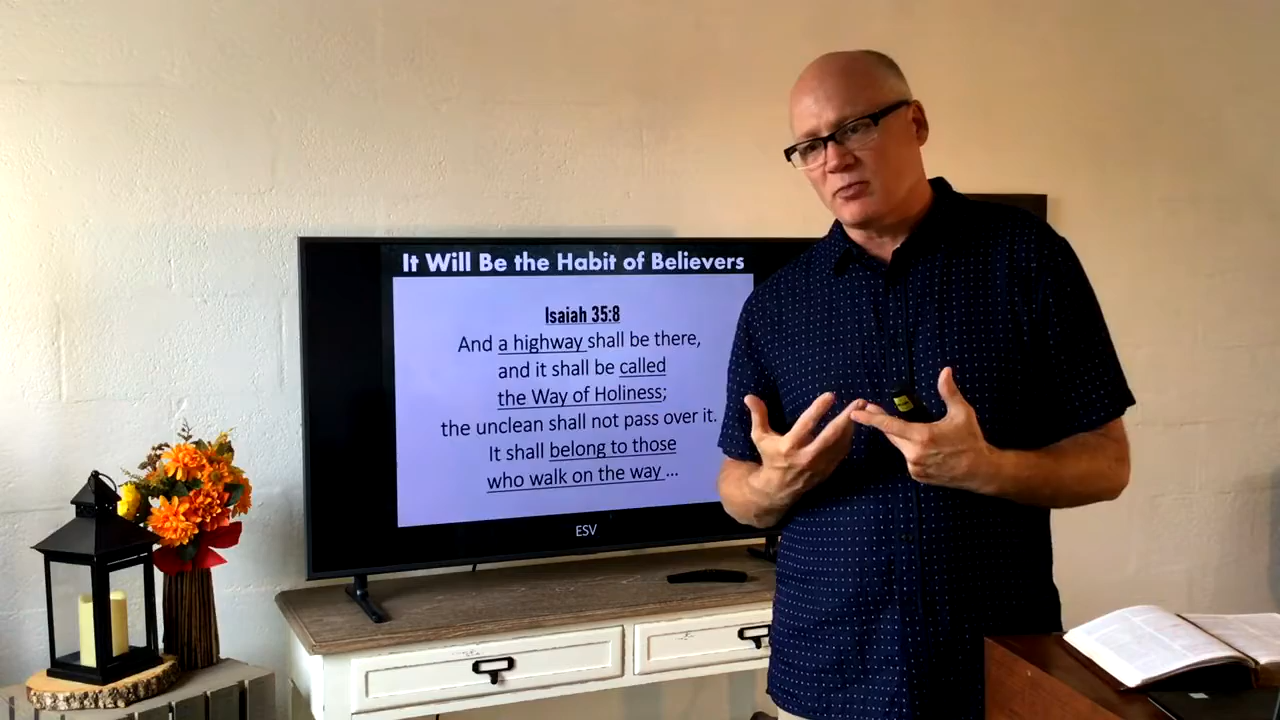 It Will Be the Habit of Believers
Isaiah 35:8
And a highway shall be there,
and it shall be called
the Way of Holiness;
the unclean shall not pass over it.
It shall belong to those
who walk on the way ...
ESV